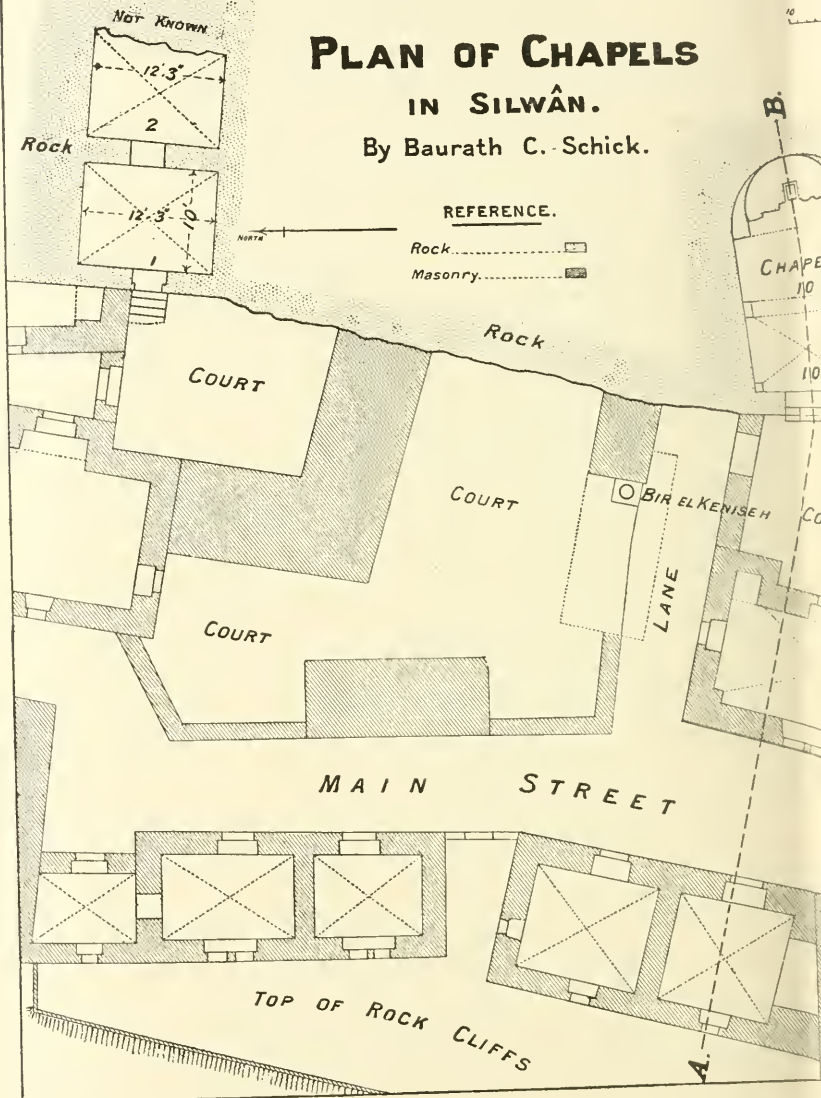 NOT KNOWN
PLAN OF CHAPELS
IN SILWÂN.
By Baurath C. Schick.
10
B.
12'.3"
2
Rock
12'.3"
10'
1
NORTH
REFERENCE.
Rock
Masonry
CHAPE
10
10
Rock
COURT
COURT
BIR EL KENISEH
CO
LANE
COURT
MAIN STREET
TOP OF ROCK CLIFFS
A.